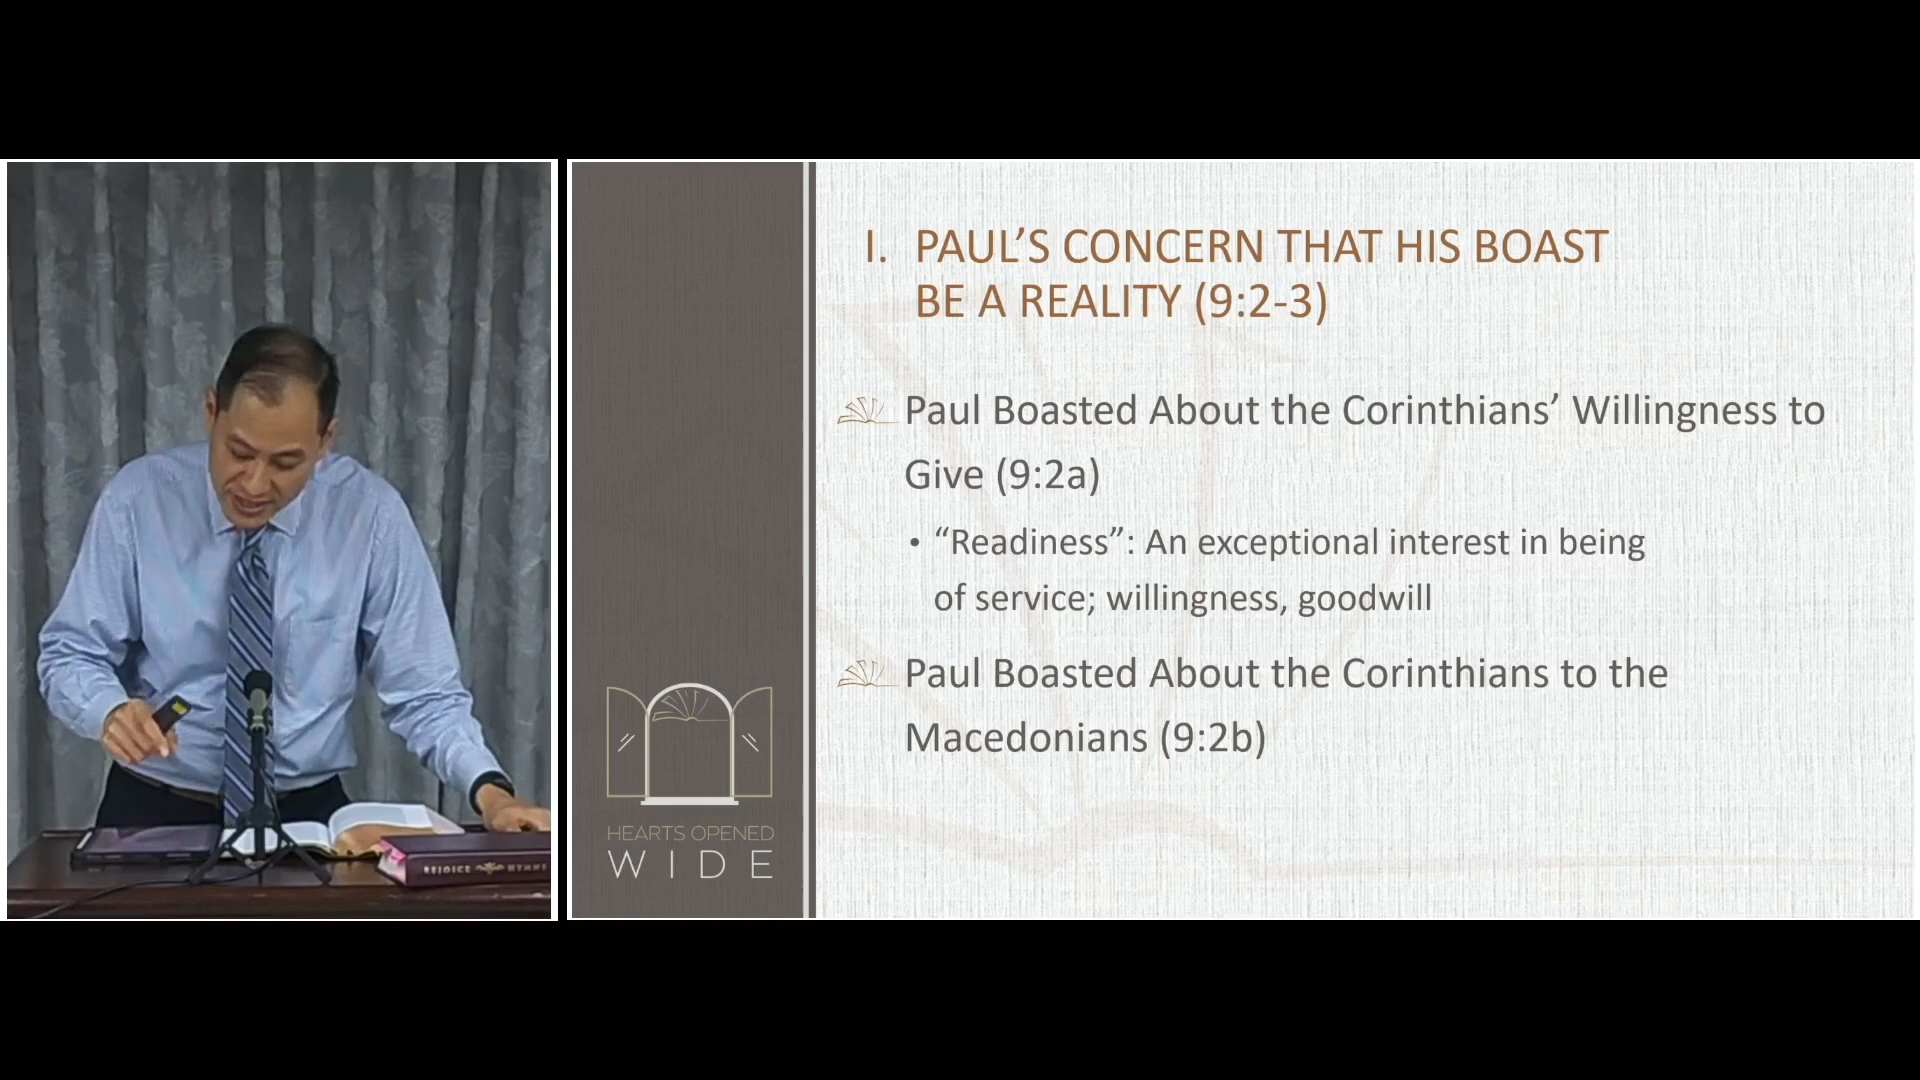 I. PAUL’S CONCERN THAT HIS BOAST
BE A REALITY (9:2-3)
Paul Boasted About the Corinthians’ Willingness to
Give (9:2a)
• “Readiness”: An exceptional interest in being
of service; willingness, goodwill
Paul Boasted About the Corinthians to the
Macedonians (9:2b)
HEARTS OPENED
WIDE
REJOICE HYMNS